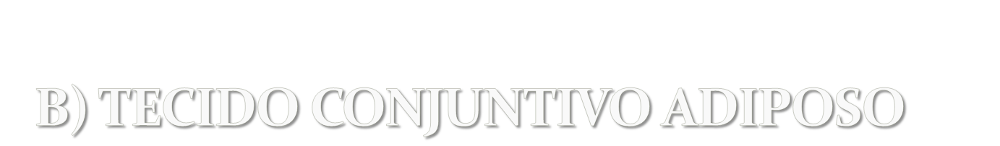 B) TECIDO CONJUNTIVO ADIPOSO